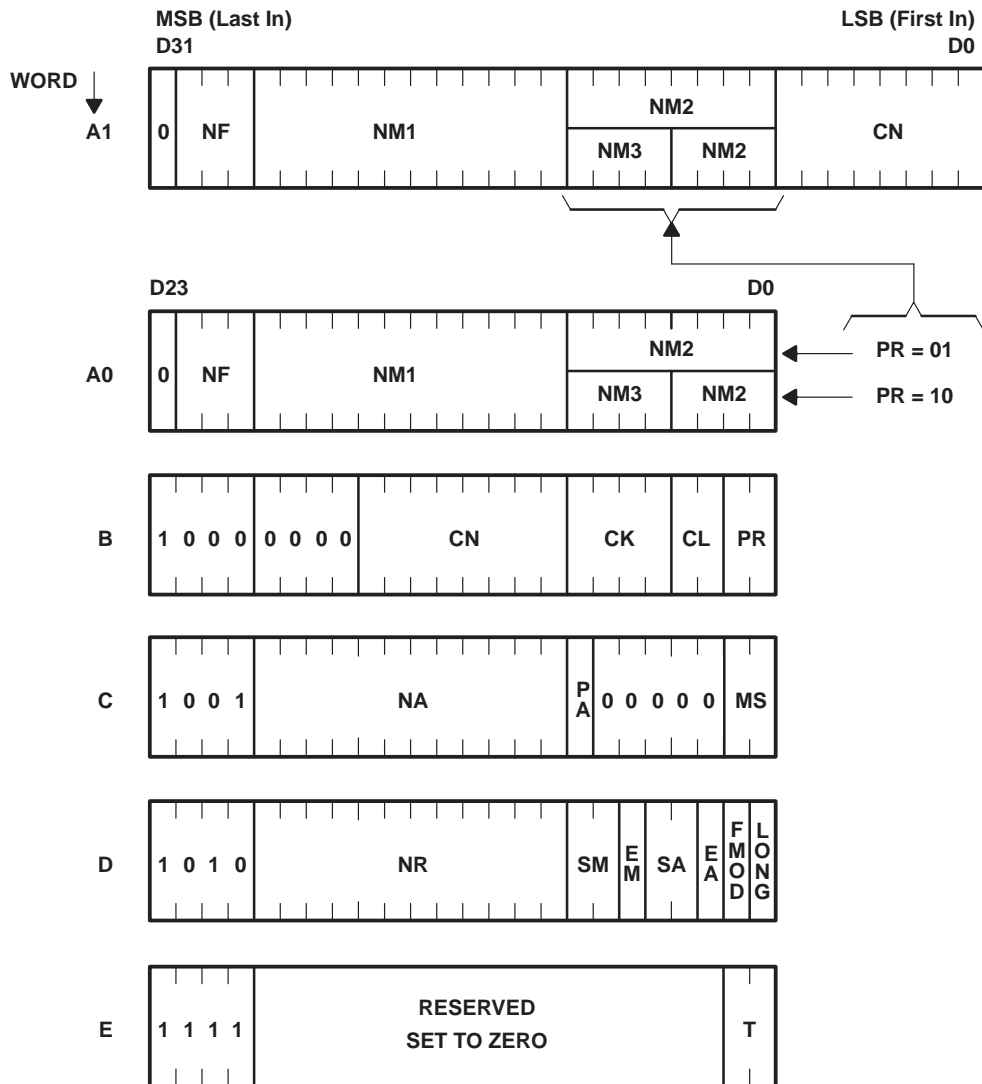 MSB (Last In) LSB (First In)
D31 D0
WORD
A1 0 NF NM1 NM2 CN
NM3 NM2
D23 D0
A0 0 NF NM1 NM2 PR = 01
NM3 NM2 PR = 10
B 1 0 0 0 0 0 0 0 CN CK CL PR
C 1 0 0 1 NA PA 0 0 0 0 0 MS
D 1 0 1 0 NR SM EM SA EA FMOD LONG
E 1 1 1 1 RESERVED T
SET TO ZERO